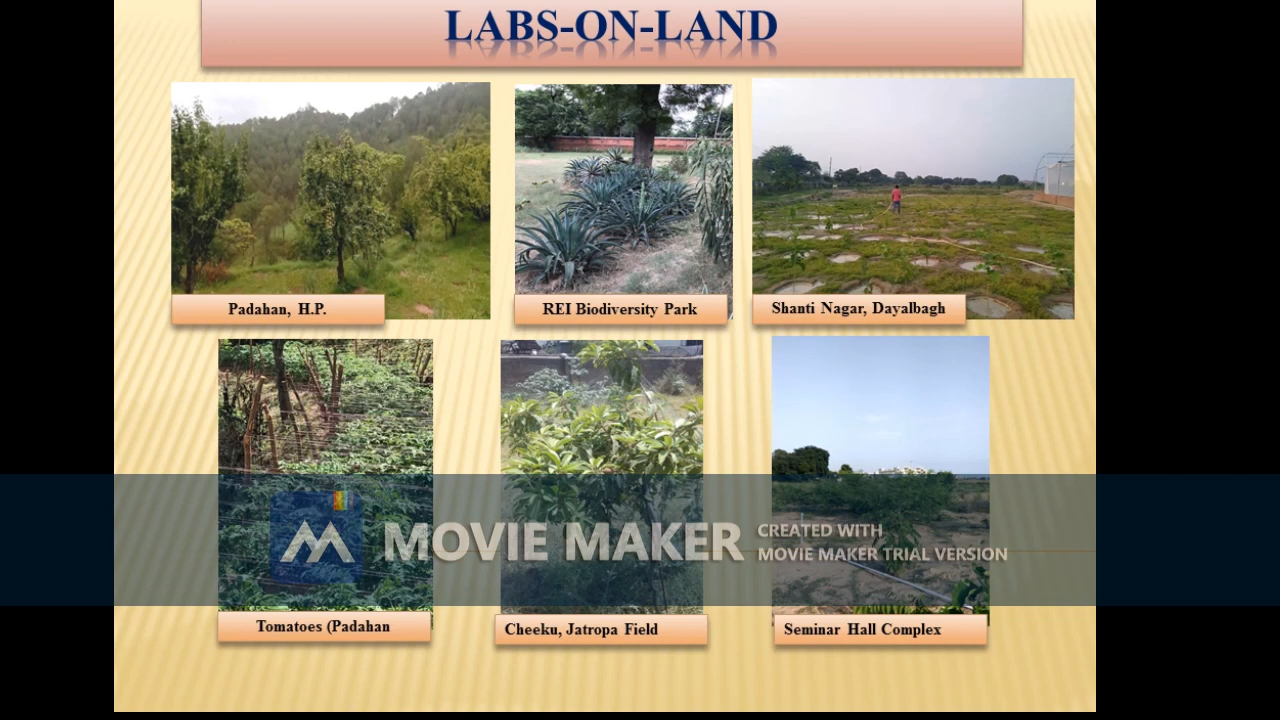 LABS-ON-LAND
Padahan, H.P.
REI Biodiversity Park
Shanti Nagar, Dayalbagh
Tomatoes (Padahan
Cheeku, Jatropa Field
Seminar Hall Complex
MOVIE MAKER
CREATED WITH
MOVIE MAKER TRIAL VERSION